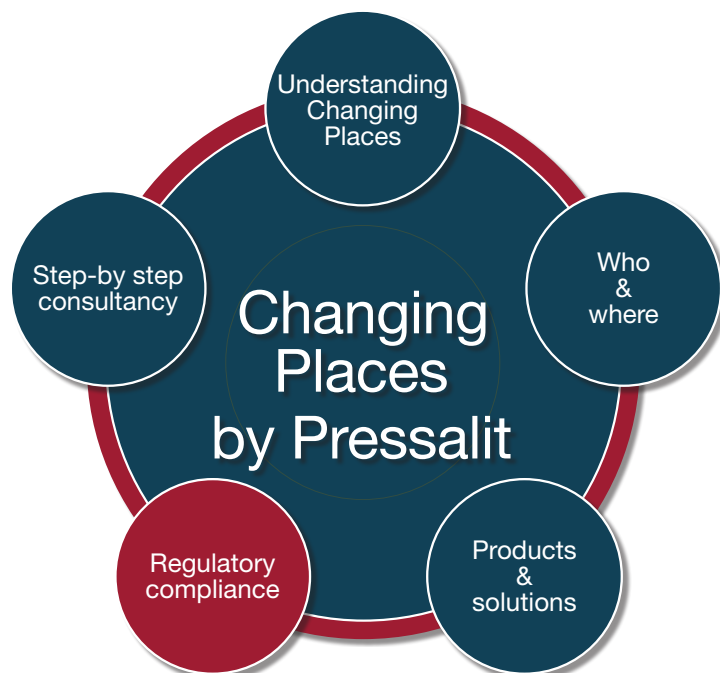 Understanding
Changing
Places
Step-by step
consultancy
Who
&
where
Changing
Places
by Pressalit
Regulatory
compliance
Products
&
solutions